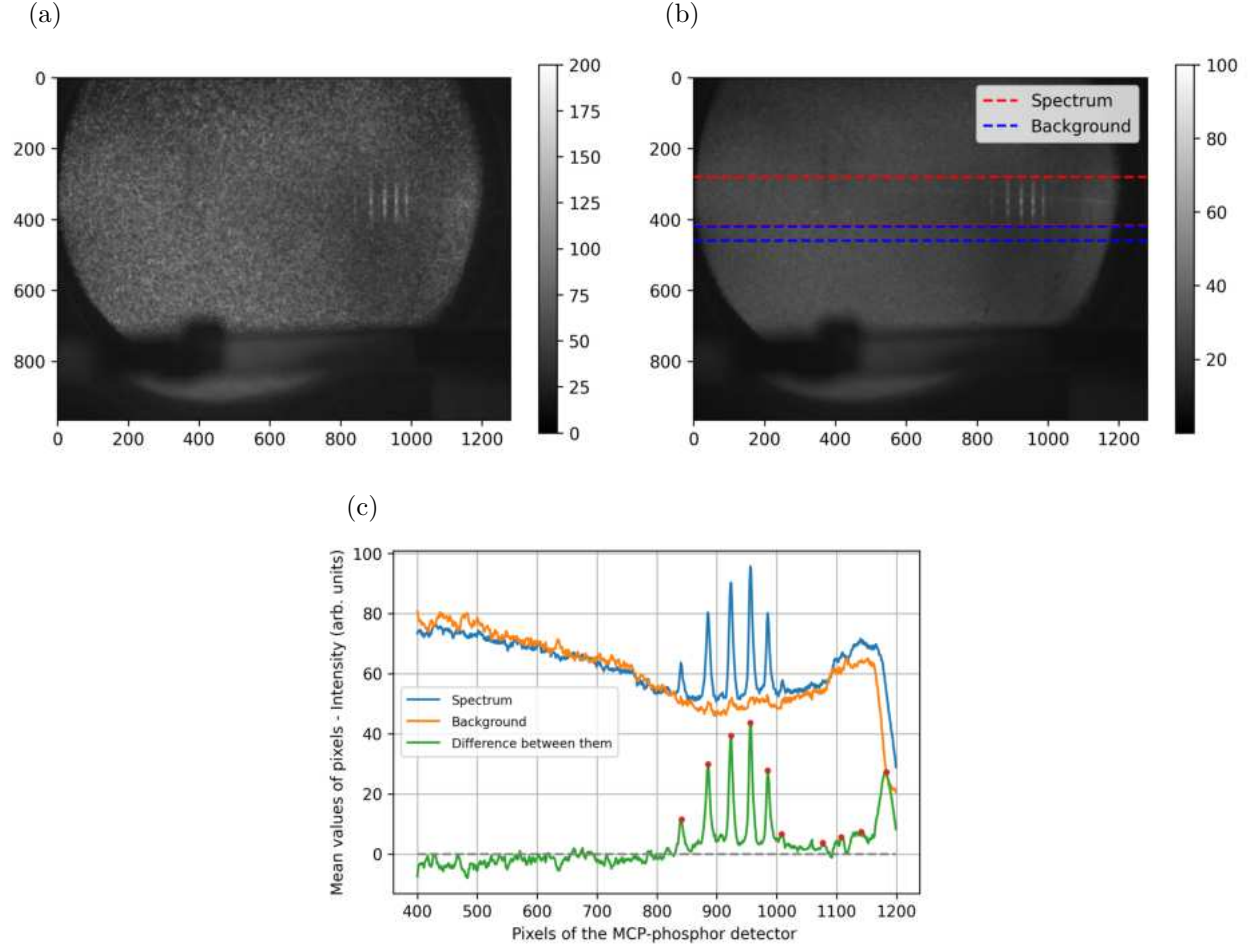 (a)
(b)
0
200
400
600
800
0 200 400 600 800 1000 1200
200
175
150
125
100
75
50
25
0
0
200
400
600
800
0 200 400 600 800 1000 1200
Spectrum
Background
100
80
60
40
20
(c)
Mean values of pixels - Intensity (arb. units)
100
80
60
40
20
0
Spectrum
Background
Difference between them
400 500 600 700 800 900 1000 1100 1200
Pixels of the MCP-phosphor detector